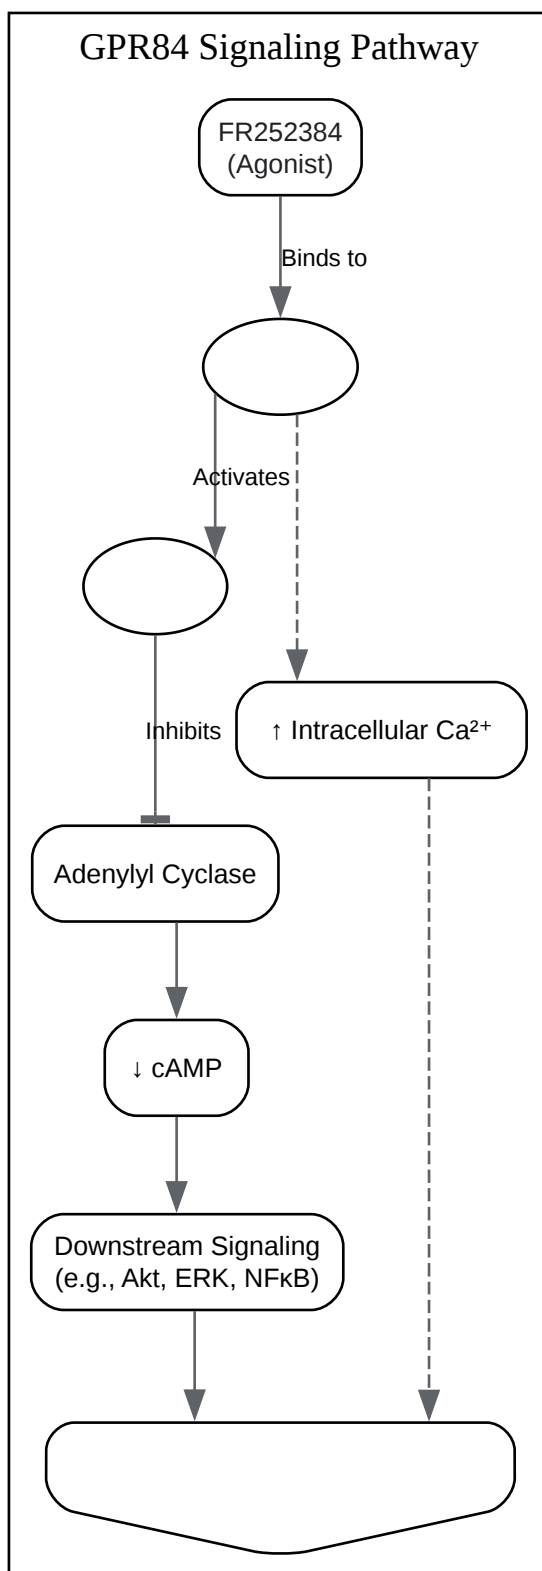 GPR84 Signaling Pathway
FR252384
(Agonist)
Binds to
Activates
Inhibits
↑ Intracellular Ca²⁺
Adenylyl Cyclase
↓ cAMP
Downstream Signaling
(e.g., Akt, ERK, NFκB)